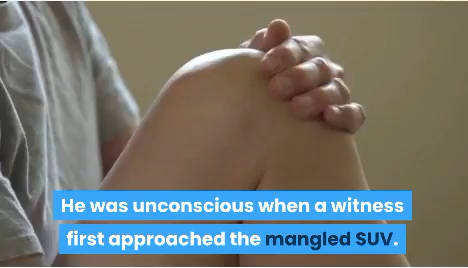 He was unconscious when a witness
first approached the mangled SUV.